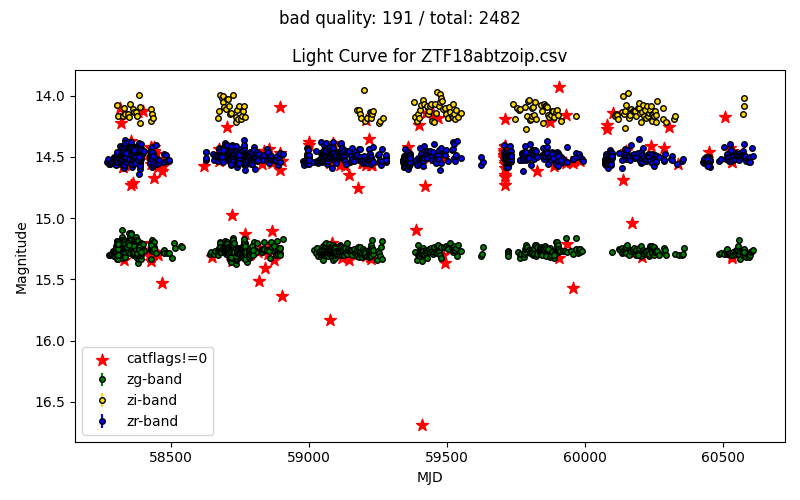 bad quality: 191 / total: 2482
Light Curve for ZTF18abtzoip.csv
14.0
14.5
15.0
15.5
16.0
16.5
Magnitude
catflags!=0
zg-band
zi-band
zr-band
58500
59000
59500
60000
60500
MJD